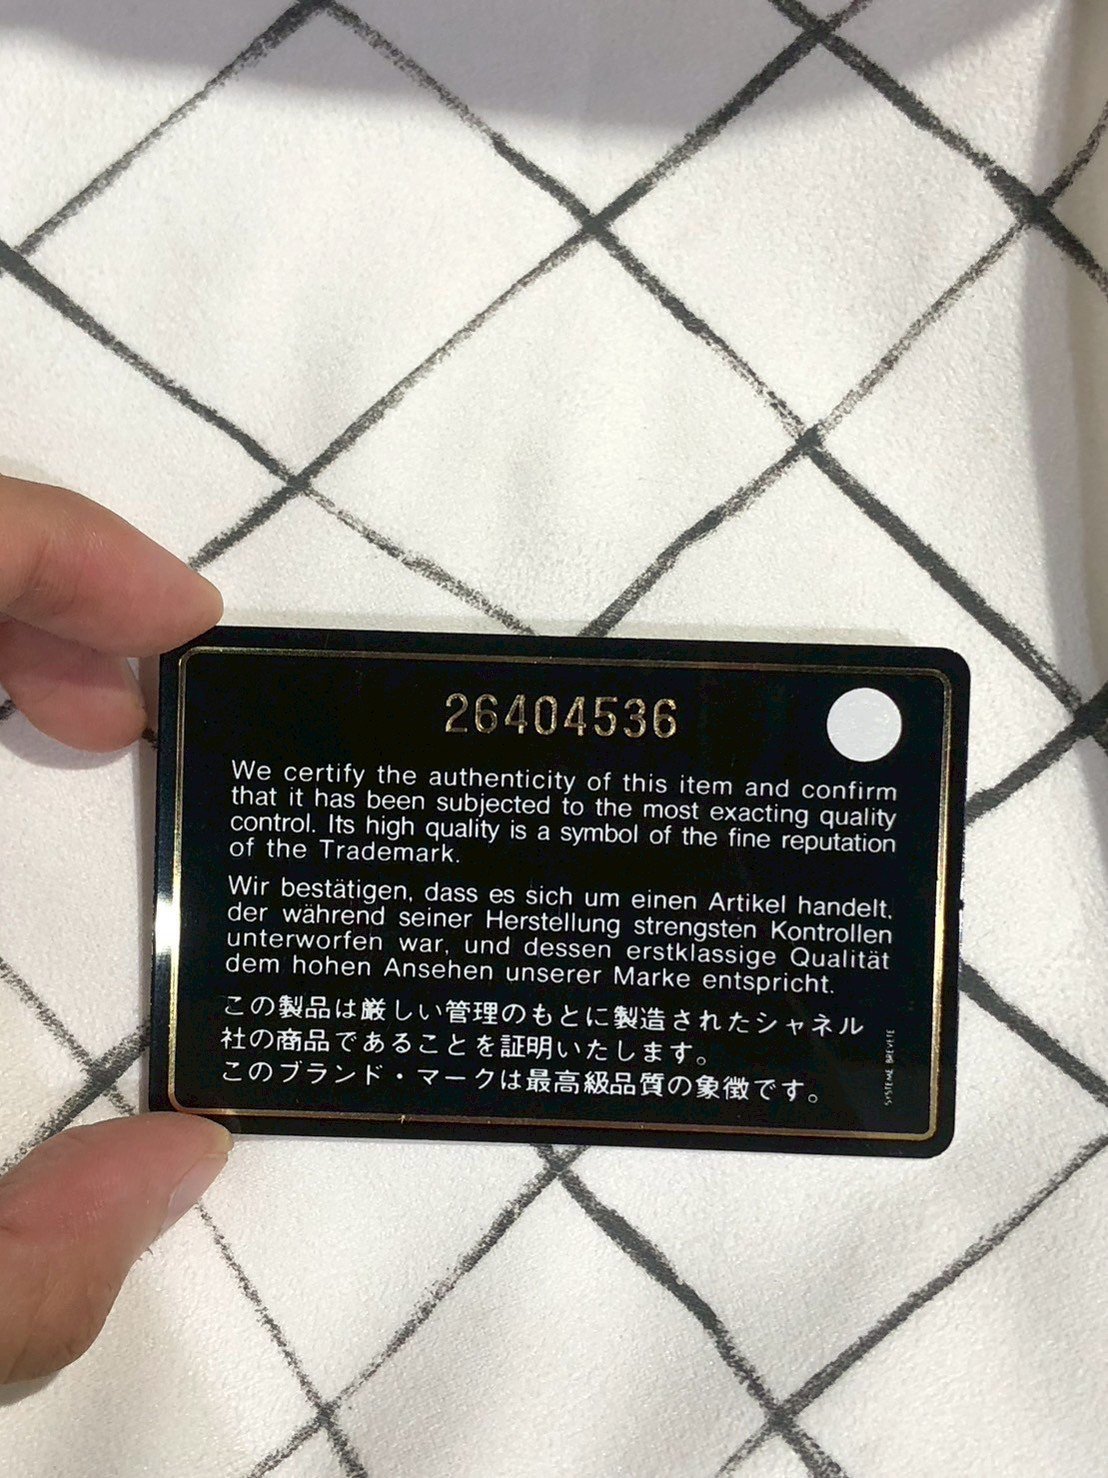 26404536
We certify the authenticity of this item and confirm
that it has been subjected to the most exacting quality
control. Its high quality is a symbol of the fine reputation
of the Trademark.
Wir bestätigen, dass es sich um einen Artikel handelt,
der während seiner Herstellung strengsten Kontrollen
unterworfen war, und dessen erstklassige Qualität
dem hohen Ansehen unserer Marke entspricht.
この製品は厳しい管理のもとに製造されたシャネル
社の商品であることを証明いたします。
このブランド・マークは最高級品質の象徴です。
SYSTEME BREVETE